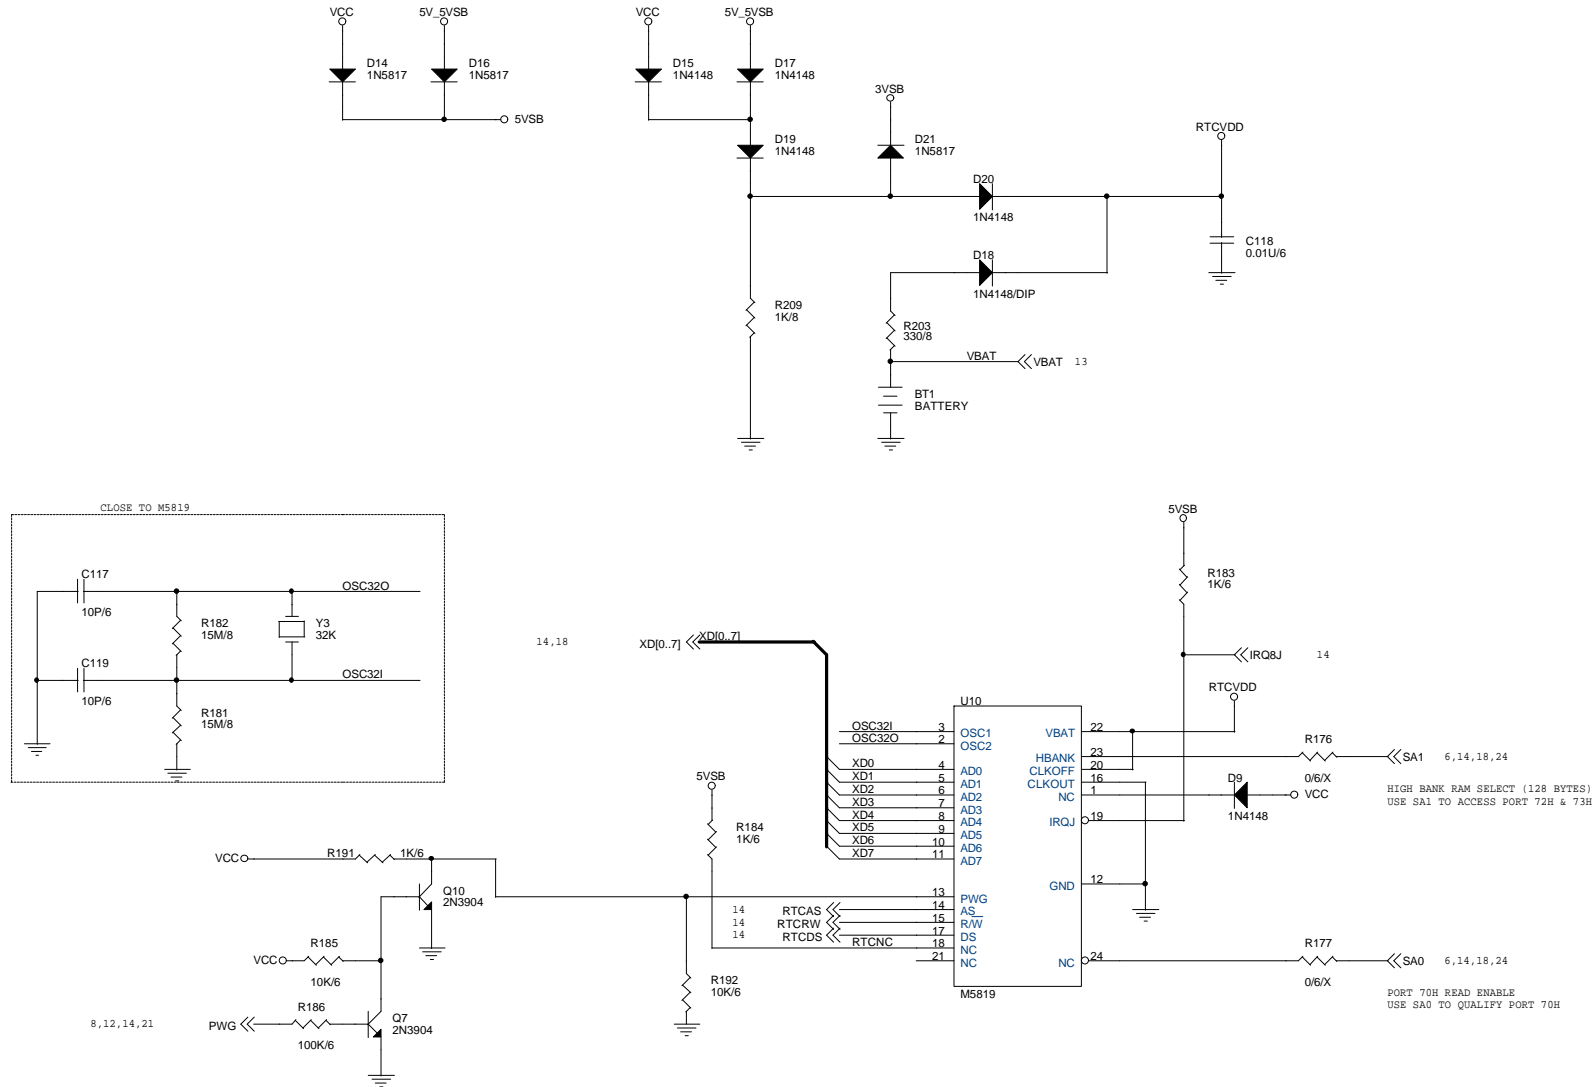 VCC
5V_5VSB
VCC
5V_5VSB
D14
1N5817
D16
1N5817
D15
1N4148
D17
1N4148
3VSB
5VSB
RTCVDD
D19
1N4148
D21
1N5817
D20
1N4148
C118
0.01U/6
D18
1N4148/DIP
R209
1K/8
R203
330/8
VBAT
VBAT 13
BT1
BATTERY
CLOSE TO M5819
5VSB
C117
10P/6
OSC32O
R182
15M/8
Y3
32K
R183
1K/6
14,18
XD[0..7]
XD[0..7]
IRQ8J 14
C119
10P/6
OSC32I
R181
15M/8
RTCVDD
U10
OSC32I 3 OSC1
OSC32O 2 OSC2
VBAT 22
HBANK 23
CLKOFF 20
CLKOUT 16
NC 1
IRQJ 19
GND 12
NC 24
XD0 4 AD0
XD1 5 AD1
XD2 6 AD2
XD3 7 AD3
XD4 8 AD4
XD5 9 AD5
XD6 10 AD6
XD7 11 AD7
R176
0/6/X
SA1 6,14,18,24
D9
1N4148
VCC
HIGH BANK RAM SELECT (128 BYTES)
USE SA1 TO ACCESS PORT 72H & 73H
5VSB
R184
1K/6
VCC
R191 1K/6
Q10
2N3904
13 PWG
14 RTCAS 14 AS
14 RTCRW 15 R/W
14 RTCDS 17 DS
RTCNC 18 NC
21 NC
M5819
VCC
R185
10K/6
R192
10K/6
R177
0/6/X
SA0 6,14,18,24
PORT 70H READ ENABLE
USE SA0 TO QUALIFY PORT 70H
8,12,14,21
PWG
R186
100K/6
Q7
2N3904